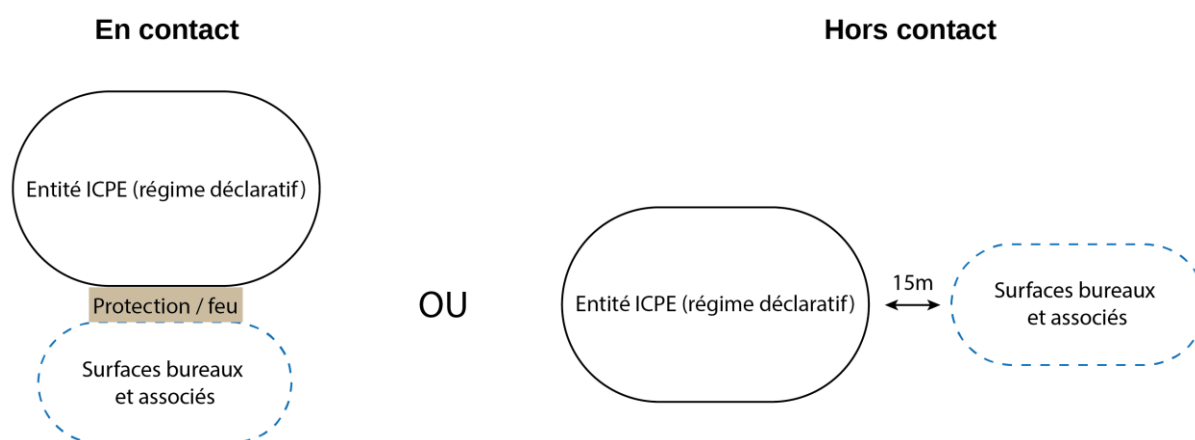 En contact
Entité ICPE (régime déclaratif)
Protection / feu
Surfaces bureaux
et associés
OU
Hors contact
Entité ICPE (régime déclaratif)
15m
Surfaces bureaux
et associés